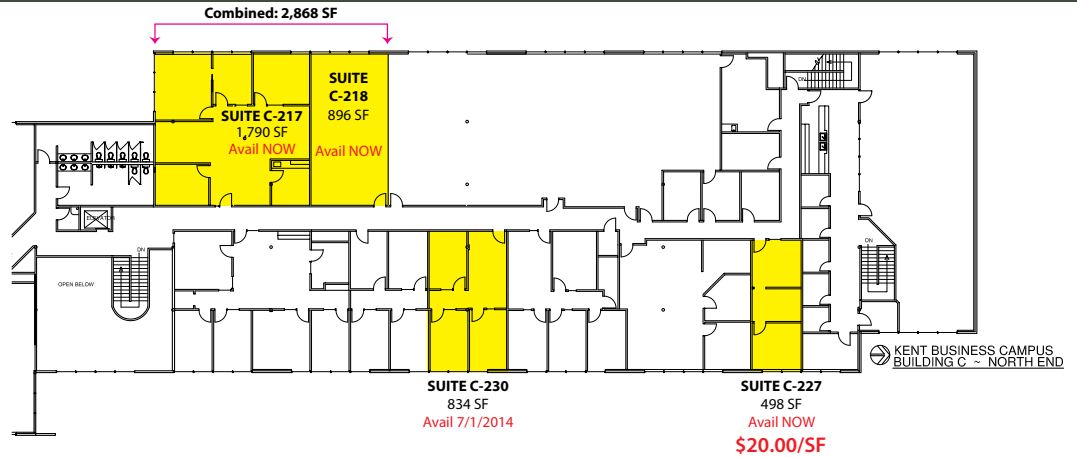 Combined: 2,868 SF
SUITE
C-218
896 SF
Avail NOW
SUITE C-217
1,790 SF
Avail NOW
DN
ELEVATOR
DN
OPEN BELOW
DN
KENT BUSINESS CAMPUS
BUILDING C ~ NORTH END
SUITE C-230
834 SF
Avail 7/1/2014
SUITE C-227
498 SF
Avail NOW
$20.00/SF